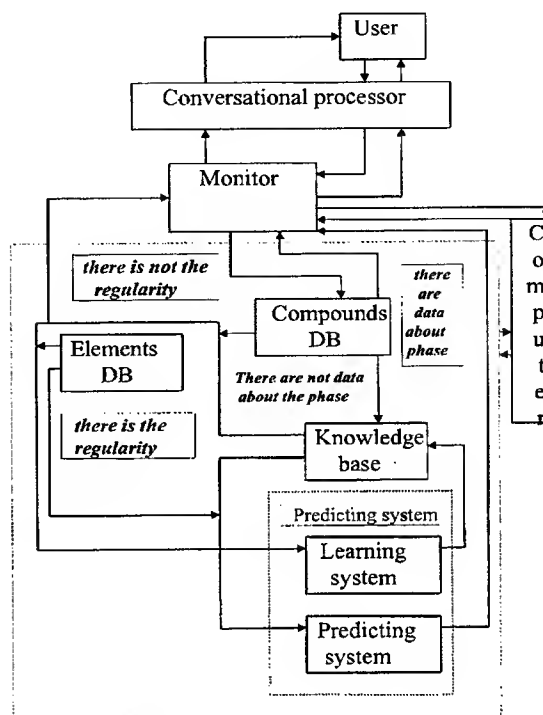 User
Conversational processor
Monitor
there is not the
regularity
there
are
data
about
phase
C
o
m
p
u
t
e
Compounds
DB
Elements
DB
There are not data
about the phase
there is the
regularity
Knowledge
base
Predicting system
Learning
system
Predicting
system